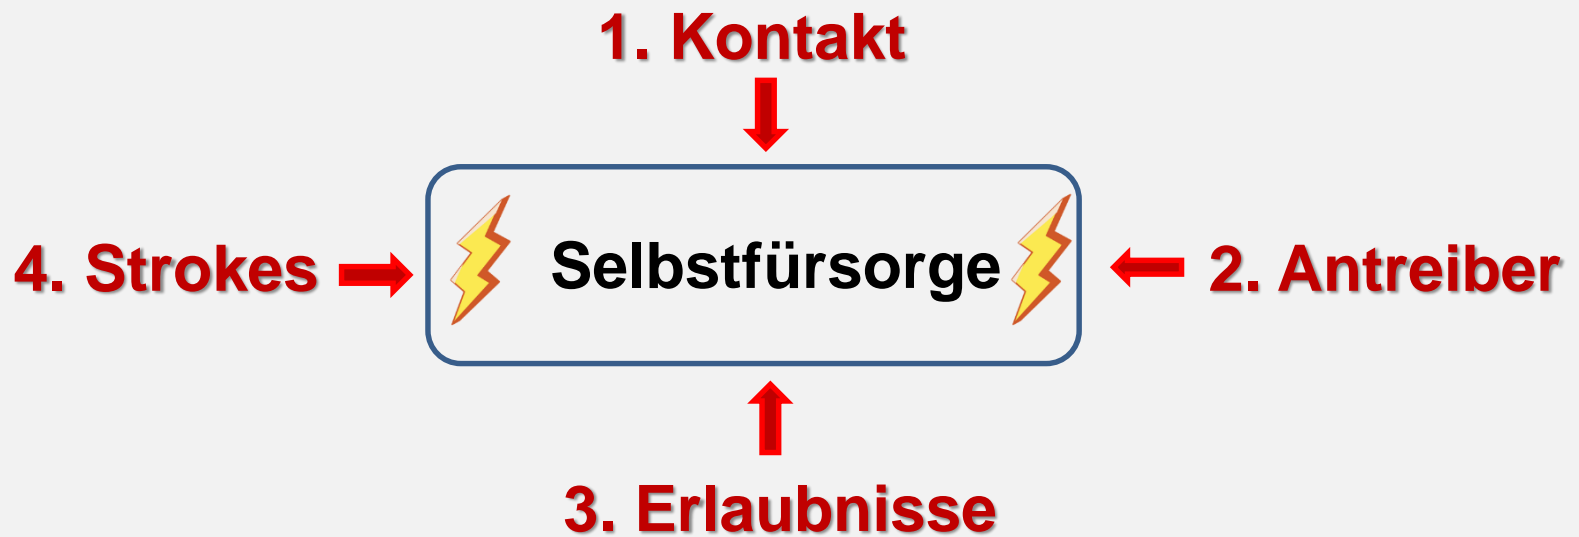 1. Kontakt
4. Strokes
Selbstfürsorge
2. Antreiber
3. Erlaubnisse